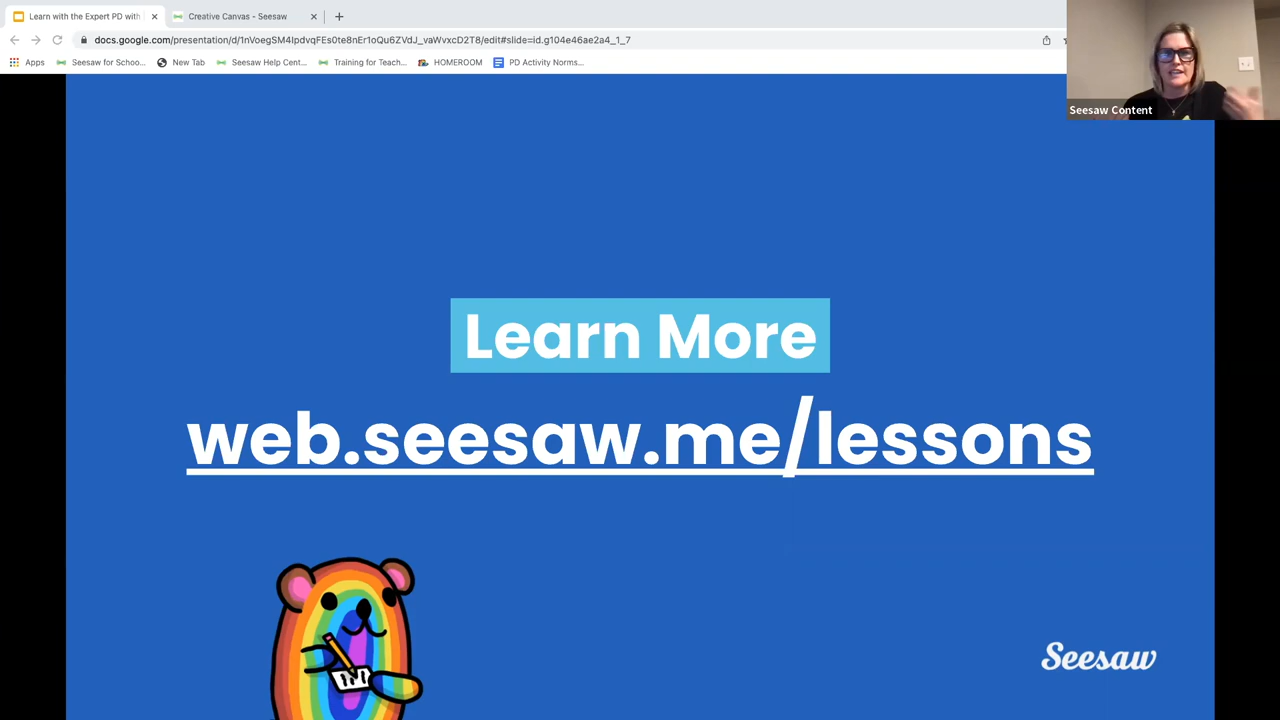 Learn with the Expert PD with
Creative Canvas - Seesaw
docs.google.com/presentation/d/1nVoegSM4IpdvqFEs0te8nEr1oQu6ZVdJ_vaWvxcD2T8/edit#slide=id.g104e46ae2a4_1_7
Apps
Seesaw for Schoo...
New Tab
Seesaw Help Cent...
Training for Teach...
HOMEROOM
PD Activity Norms...
Seesaw Content
Learn More
web.seesaw.me/lessons
Seesaw